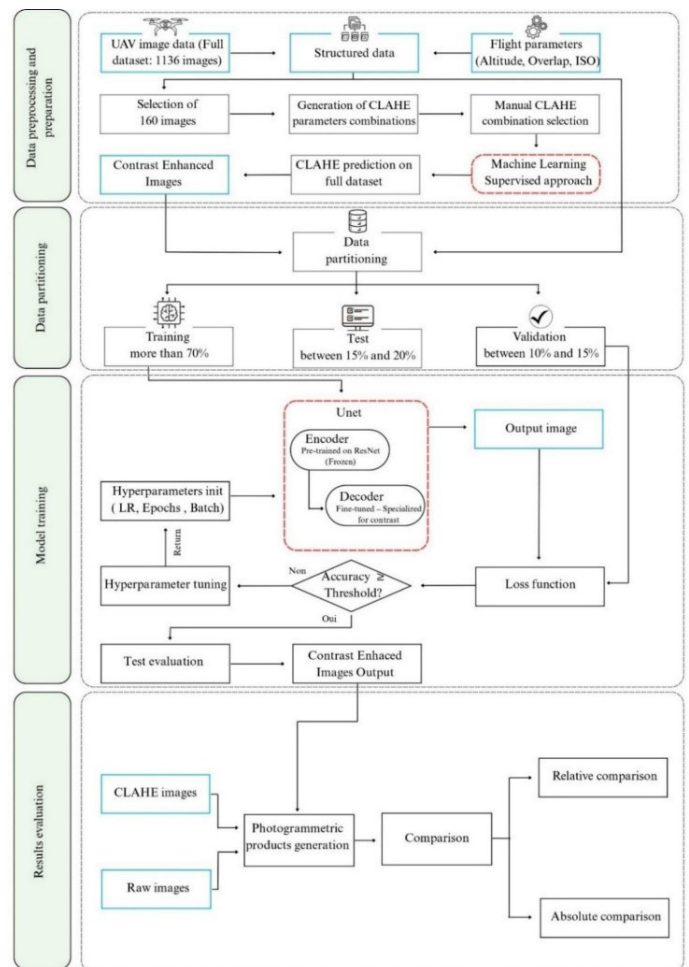 Data preprocessing and
preparation
UAV image data (Full
dataset: 1136 images)
Structured data
Flight parameters
(Altitude, Overlap, ISO)
Selection of
160 images
Generation of CLAHE
parameters combinations
Manual CLAHE
combination selection
Contrast Enhanced
Images
CLAHE prediction on
full dataset
Machine Learning
Supervised approach
Data partitioning
Data
partitioning
Training
more than 70%
Test
between 15% and 20%
Validation
between 10% and 15%
Model training
Unet
Encoder
Pre-trained on ResNet
(Frozen)
Decoder
Fine-tuned – Specialized
for contrast
Output image
Hyperparameters init
( LR, Epochs , Batch)
Return
Hyperparameter tuning
Non
Accuracy ≥
Threshold?
Loss function
Oui
Test evaluation
Contrast Enhaced
Images Output
Results evaluation
CLAHE images
Raw images
Photogrammetric
products generation
Comparison
Relative comparison
Absolute comparison